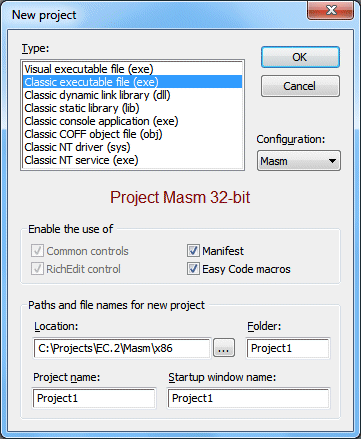 New project
Type:
Visual executable file (exe)
Classic executable file (exe)
Classic dynamic link library (dll)
Classic static library (lib)
Classic console application (exe)
Classic COFF object file (obj)
Classic NT driver (sys)
Classic NT service (exe)
OK
Cancel
Configuration:
Masm
Project Masm 32-bit
Enable the use of
Common controls
Manifest
RichEdit control
Easy Code macros
Paths and file names for new project
Location:
Folder:
C:\Projects\EC.2\Masm\x86
...
Project1
Project name:
Startup window name:
Project1
Project1